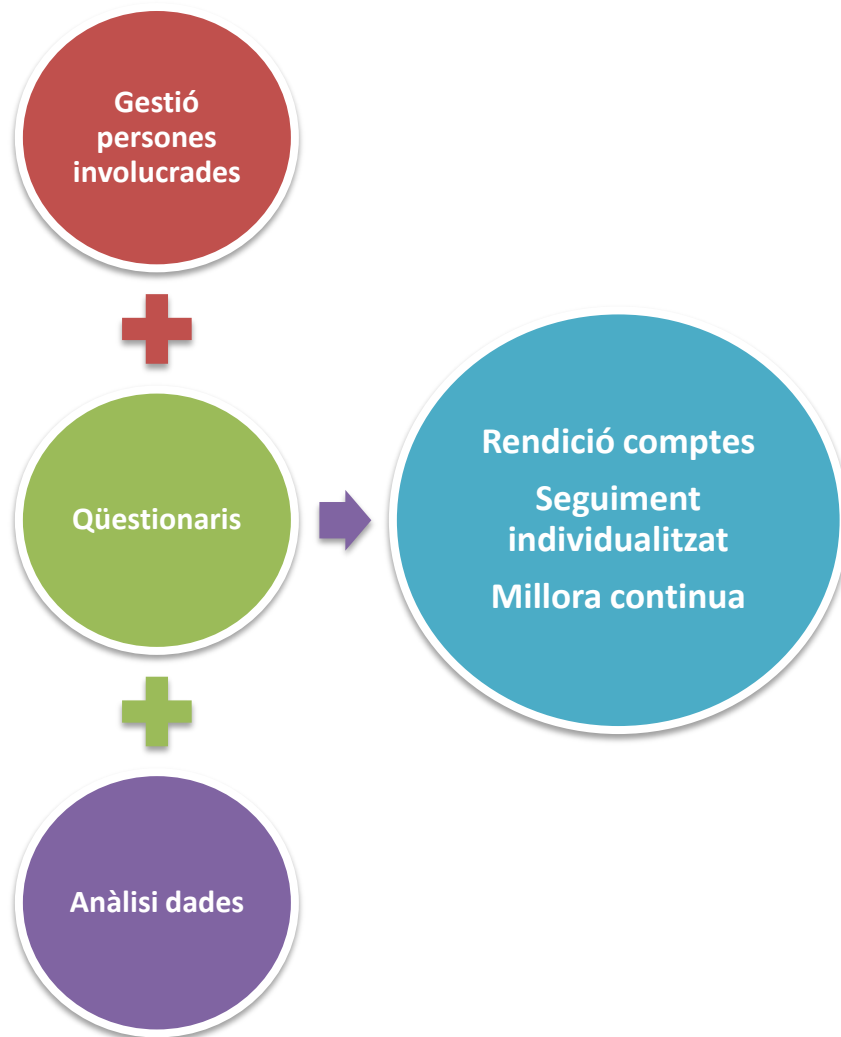 Gestió
persones
involucrades
Qüestionaris
Anàlisi dades
Rendició comptes
Seguiment
individualitzat
Millora continua